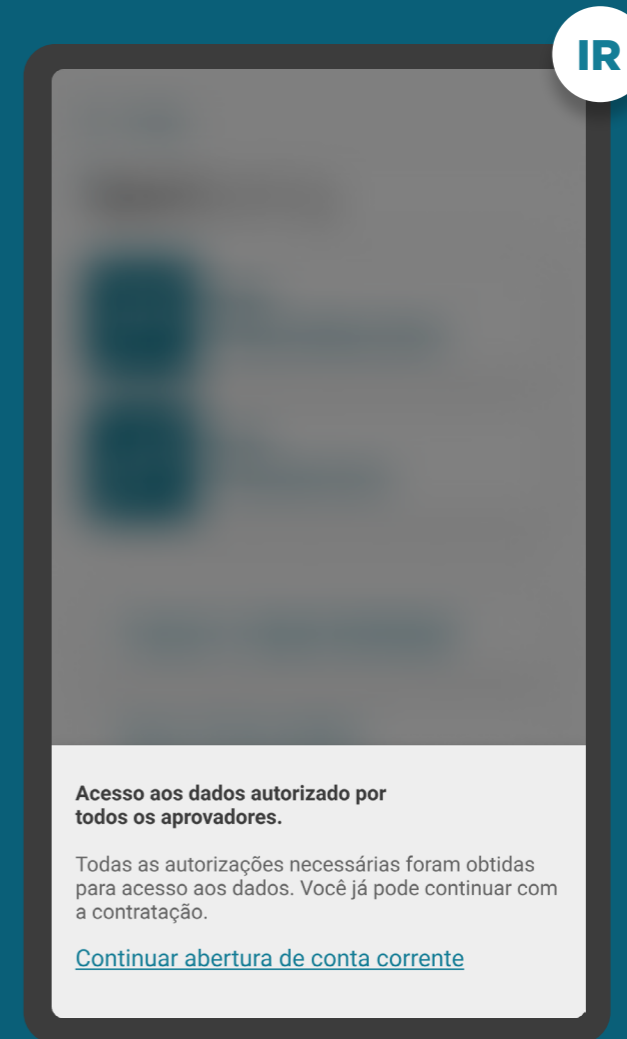 IR
Acesso aos dados autorizado por
todos os aprovadores.
Todas as autorizações necessárias foram obtidas
para acesso aos dados. Você já pode continuar com
a contratação.
Continuar abertura de conta corrente